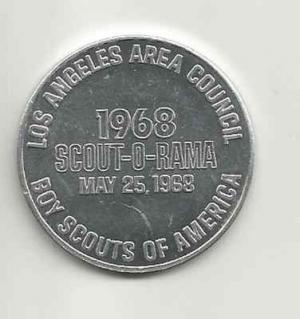 LOS ANGELES AREA COUNCIL
1968
SCOUT-O-RAMA
MAY 25, 1968
BOY SCOUTS OF AMERICA